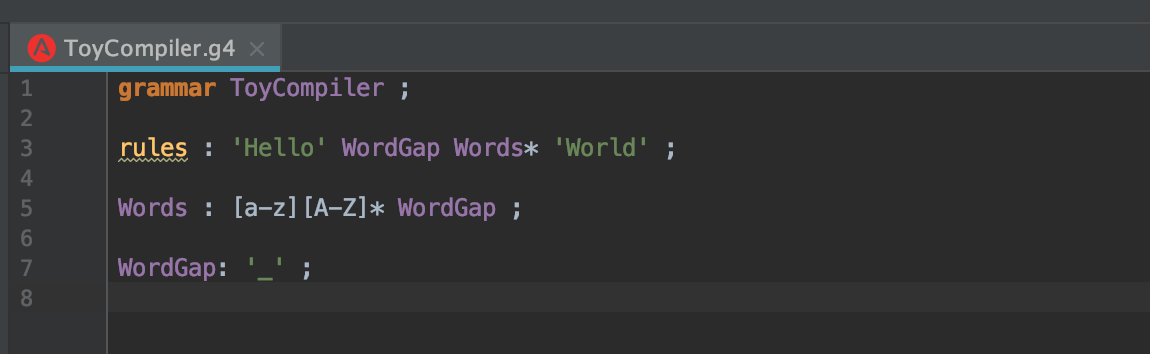 ToyCompiler.g4
1 grammar ToyCompiler ;
2
3 rules : 'Hello' WordGap Words* 'World' ;
4
5 Words : [a-z][A-Z]* WordGap ;
6
7 WordGap: '_' ;
8